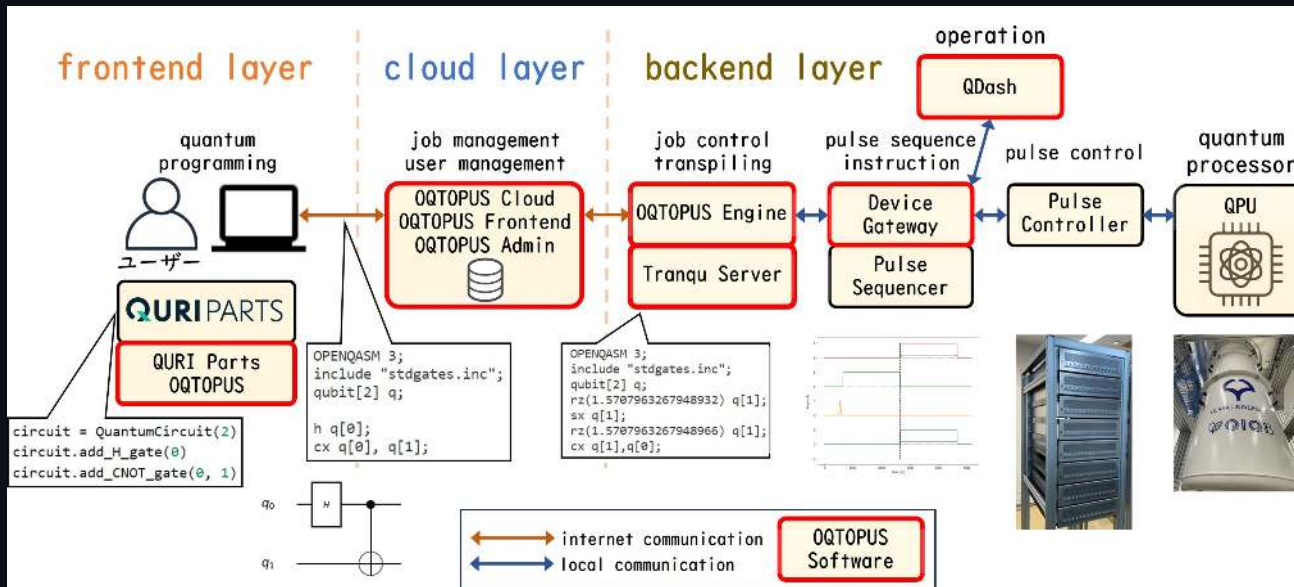 frontend layer
cloud layer
backend layer
operation
QDash
quantum
programming
job management
user management
job control
transpiling
pulse sequence
instruction
pulse control
quantum
processor
ユーザー
OQTOPUS Cloud
OQTOPUS Frontend
OQTOPUS Admin
OQTOPUS Engine
Tranqu Server
Device
Gateway
Pulse
Sequencer
Pulse
Controller
QPU
QURI PARTS
QURI Parts
OQTOPUS
circuit = QuantumCircuit(2)
circuit.add_H_gate(0)
circuit.add_CNOT_gate(0, 1)
OPENQASM 3;
include "stdgates.inc";
qubit[2] q;
h q[0];
cx q[0], q[1];
OPENQASM 3;
include "stdgates.inc";
qubit[2] q;
rz(1.5707963267948932) q[1];
sx q[1];
rz(1.5707963267948966) q[1];
cx q[1],q[0];
q₀
H
q₁
internet communication
local communication
OQTOPUS
Software